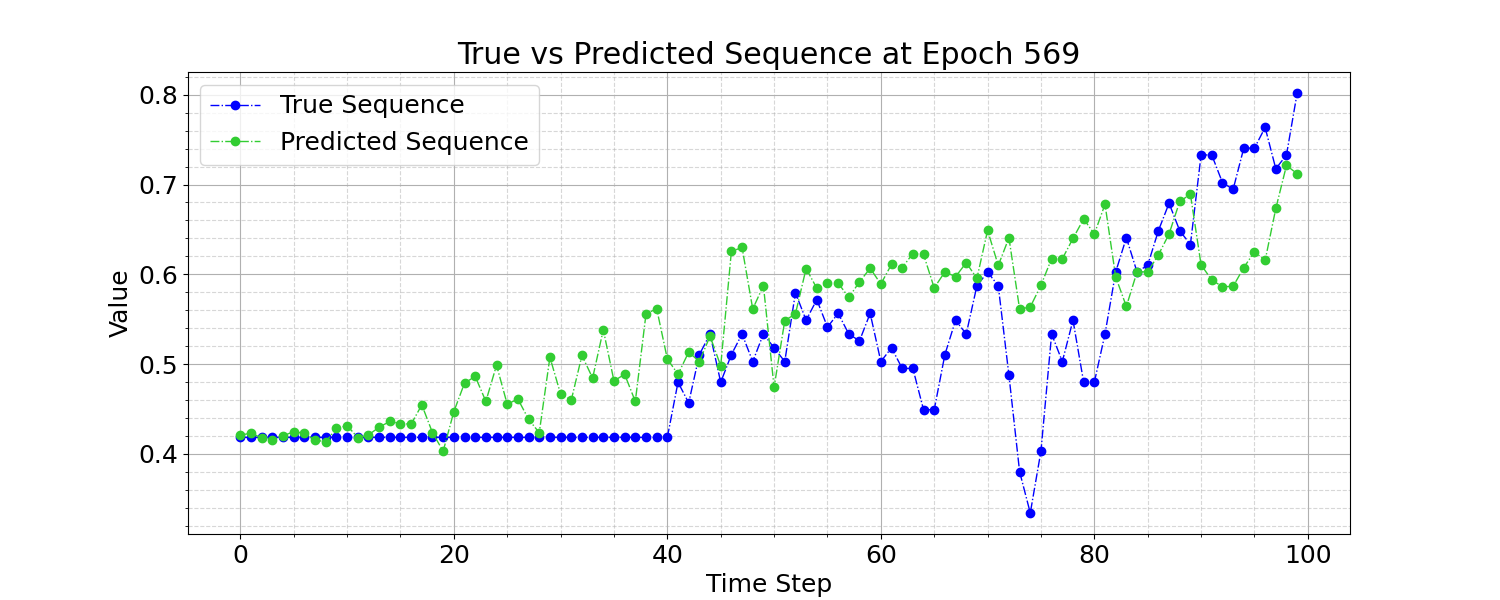 True vs Predicted Sequence at Epoch 569
True Sequence
Predicted Sequence
Value
0.8
0.7
0.6
0.5
0.4
0 20 40 60 80 100
Time Step